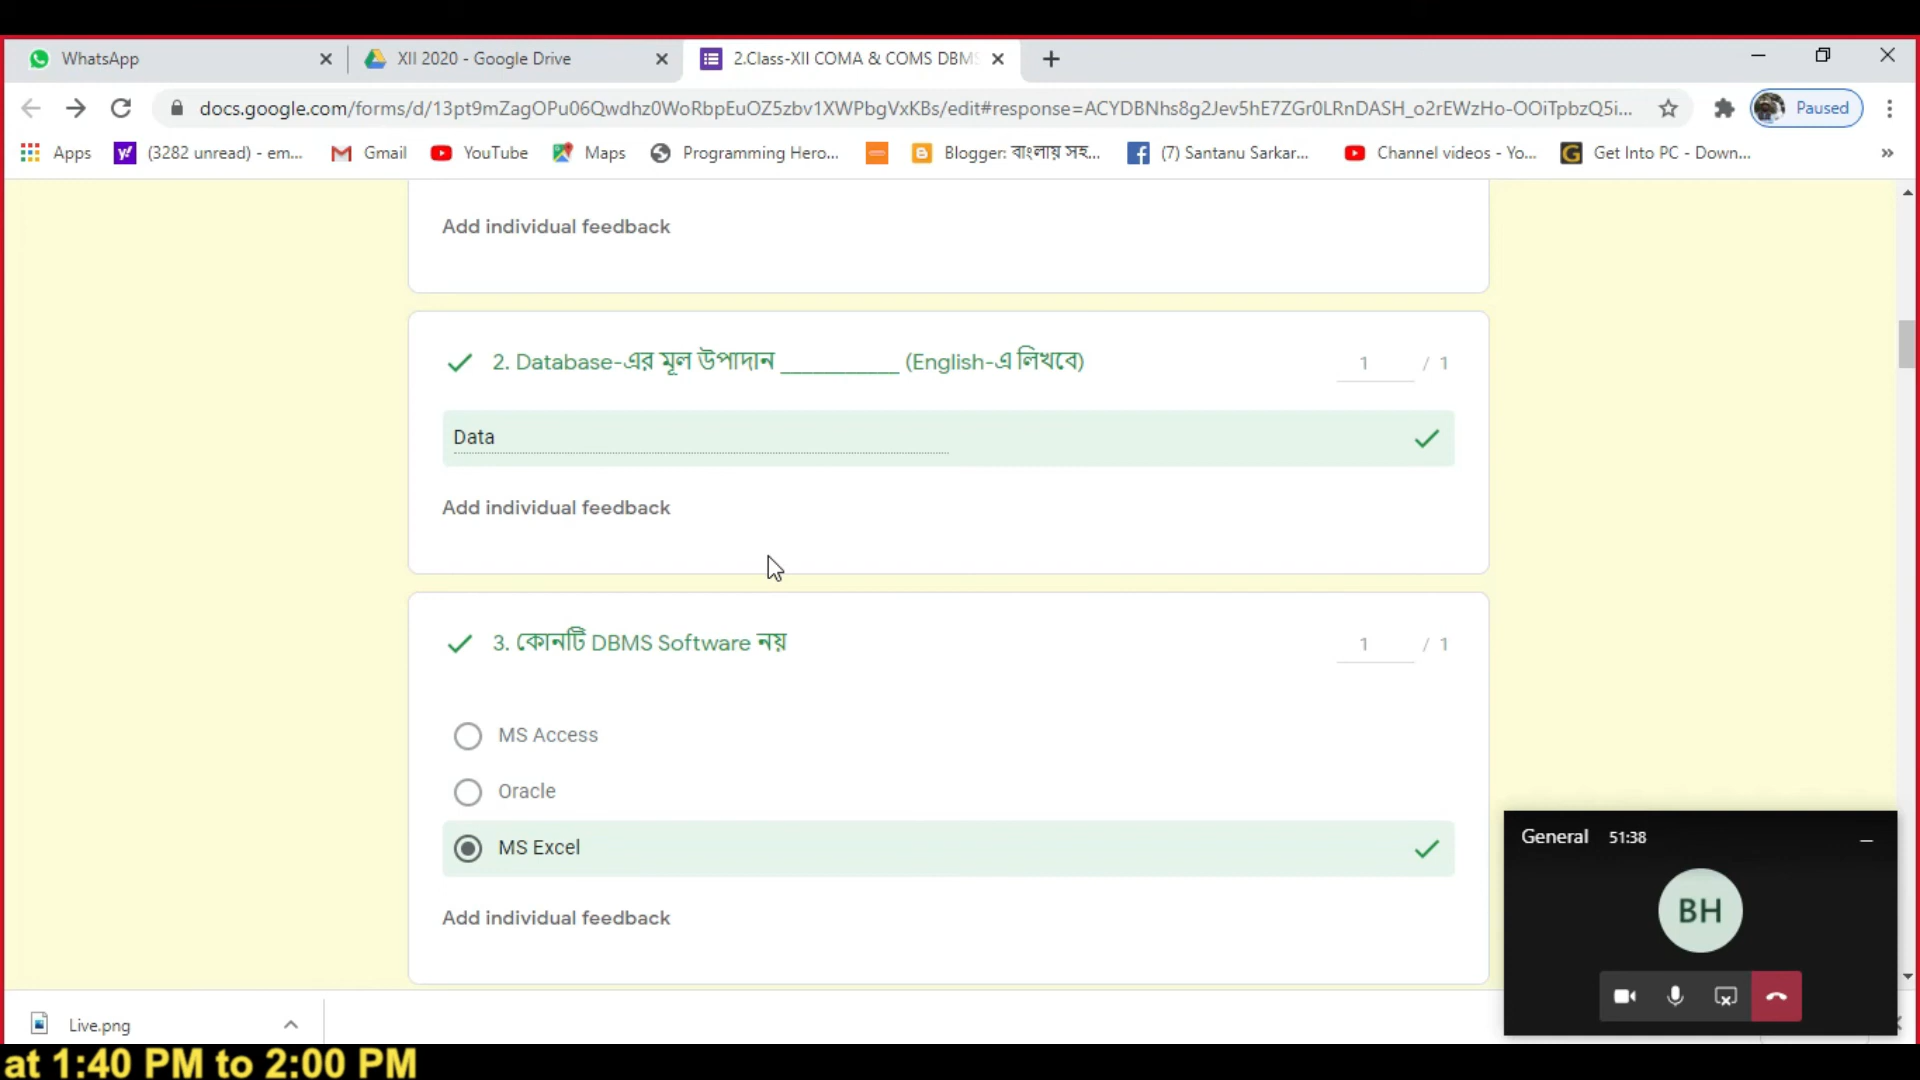 WhatsApp
XII 2020 - Google Drive
2.Class-XII COMA & COMS DBMS
docs.google.com/forms/d/13pt9mZagOPu06Qwdhz0WoRbpEuOZ5zbv1XWPbgVxKBs/edit#response=ACYDBNhs8g2Jev5hE7ZGr0LRnDASH_o2rEWzHo-OOiTpbzQ5i...
Paused
Apps
(3282 unread) - em...
Gmail
YouTube
Maps
Programming Hero...
Blogger: বাংলায় সহ...
(7) Santanu Sarkar...
Channel videos - Yo...
Get Into PC - Down...
»
Add individual feedback
2. Database-এর মূল উপাদান ___________ (English-এ লিখবে)
1 / 1
Data
Add individual feedback
3. কোনটি DBMS Software নয়
1 / 1
MS Access
Oracle
MS Excel
Add individual feedback
General 51:38
BH
Live.png
at 1:40 PM to 2:00 PM